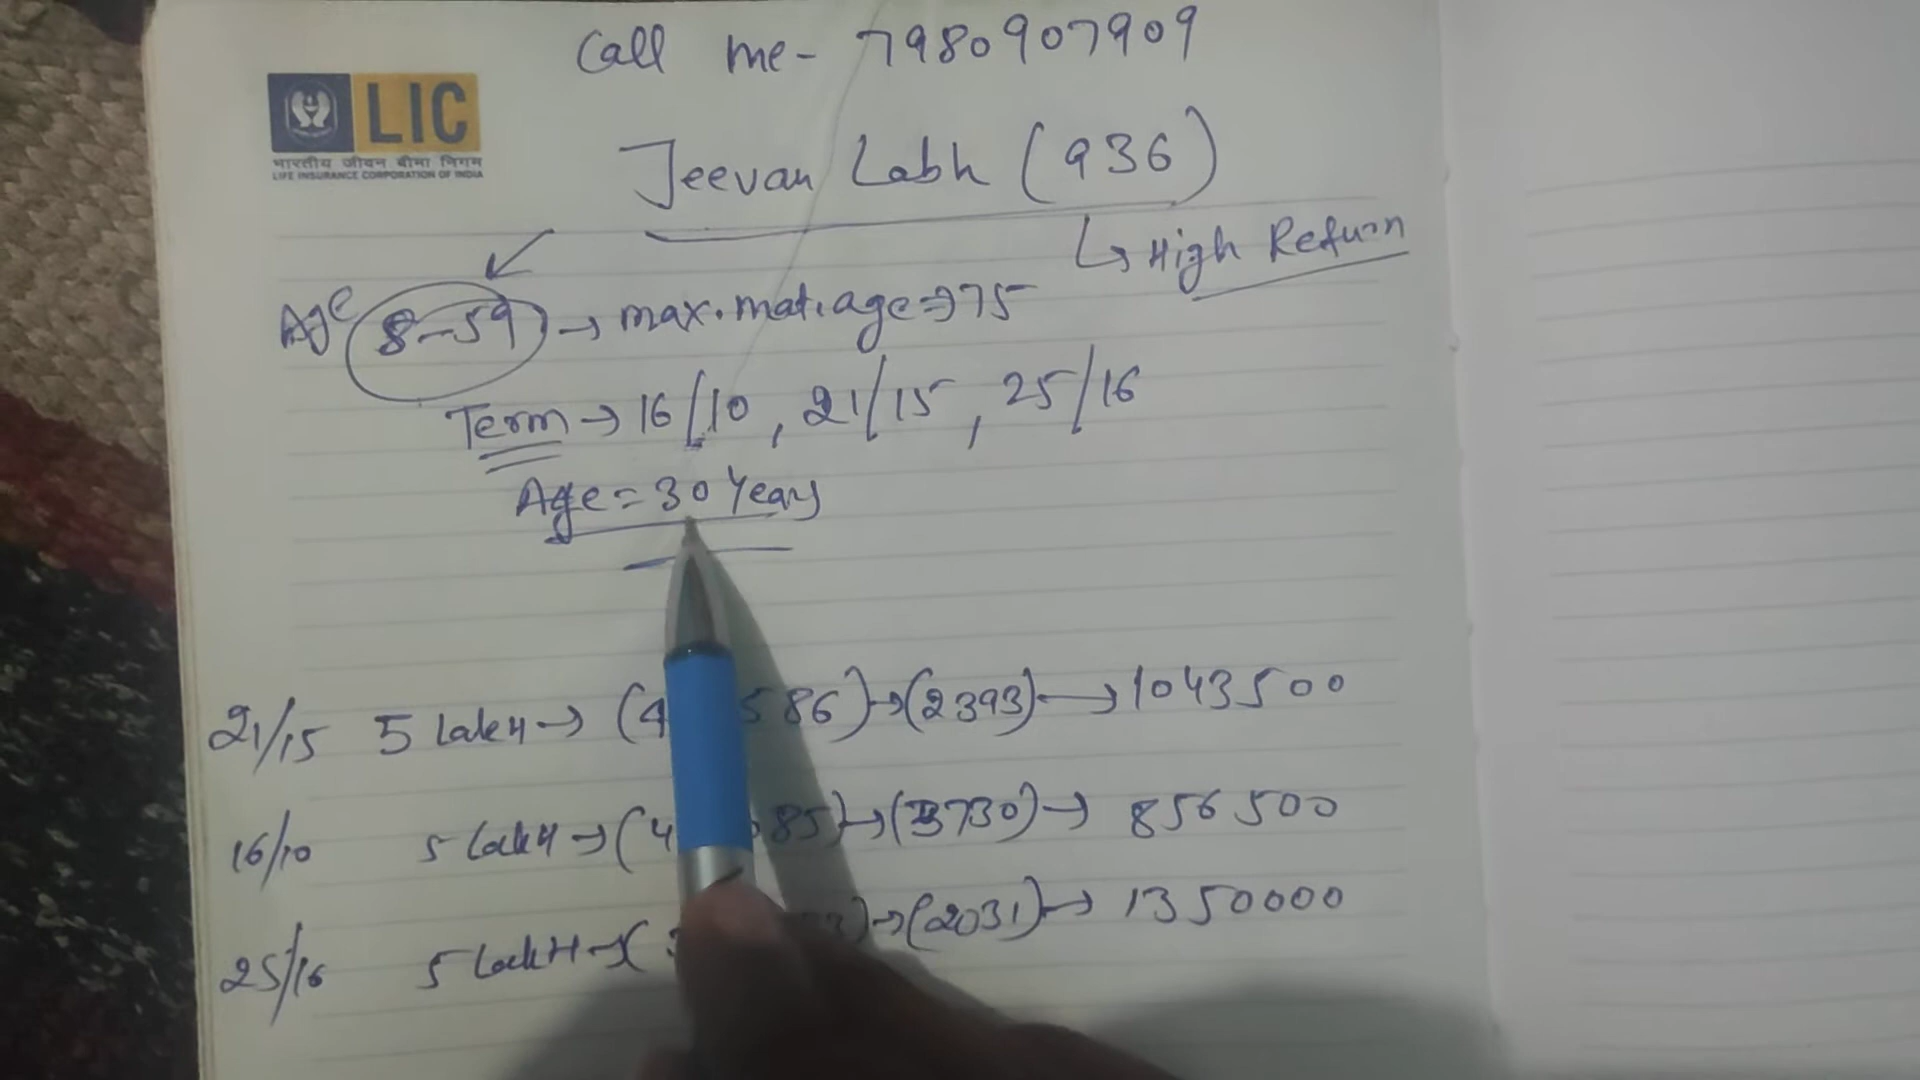 Call me- 7980907909
LIC
भारतीय जीवन बीमा निगम
LIFE INSURANCE CORPORATION OF INDIA
Jeevan Labh (936)
↳ High Return
Age 8-59 → max. mat. age ⇒ 75
Term → 16/10, 21/15, 25/16
Age = 30 Years
21/15 5 lakh → (4 586) → (2393) → 1043500
16/10 5 lakh → (4 85) → (3730) → 856500
25/16 5 lakh → ( ) → (2031) → 1350000